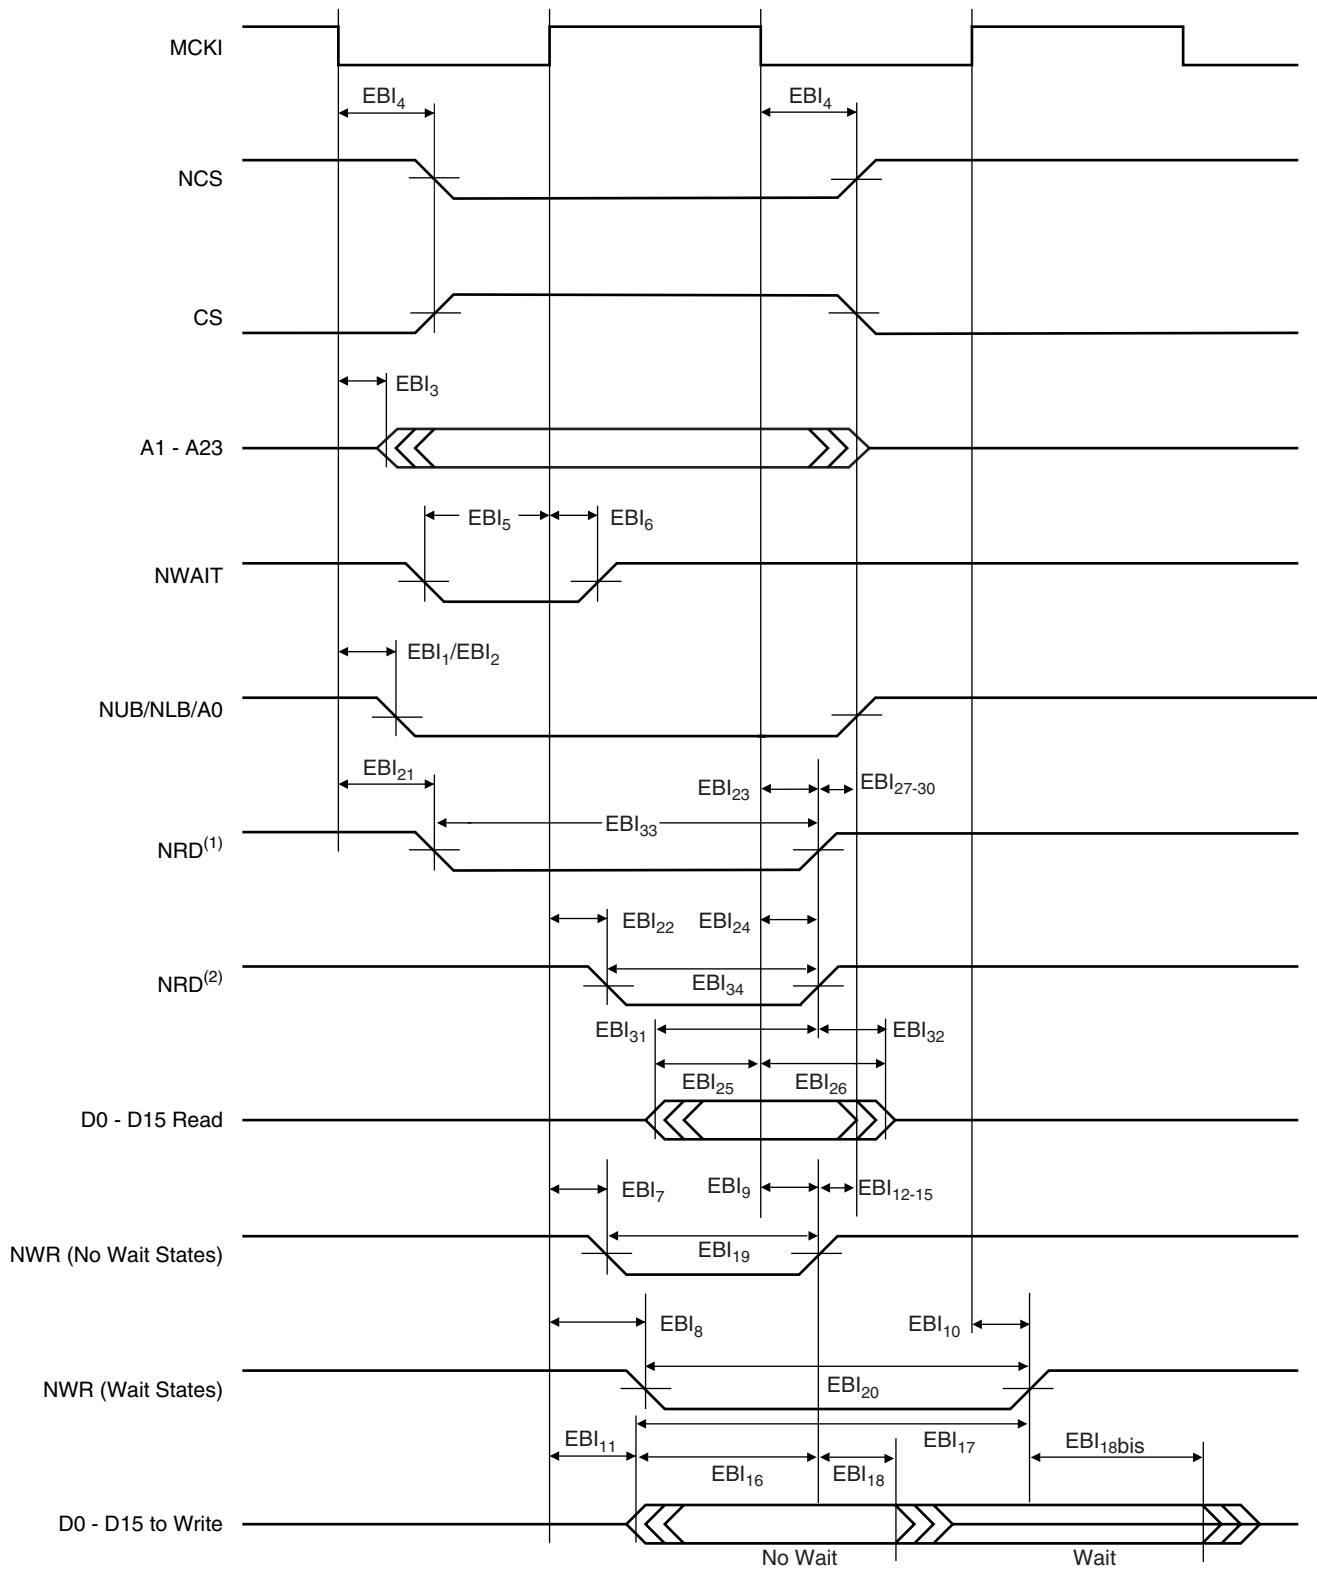 MCKI
EBI4 EBI4
NCS
CS
EBI3
A1 - A23
EBI5 EBI6
NWAIT
EBI1/EBI2
NUB/NLB/A0
EBI21 EBI23 EBI27-30
EBI33
NRD(1)
EBI22 EBI24
NRD(2)
EBI34
EBI31 EBI32
EBI25 EBI26
D0 - D15 Read
EBI7 EBI9 EBI12-15
NWR (No Wait States) EBI19
EBI8 EBI10
NWR (Wait States) EBI20
EBI11 EBI17 EBI18bis
EBI16 EBI18
D0 - D15 to Write
No Wait Wait